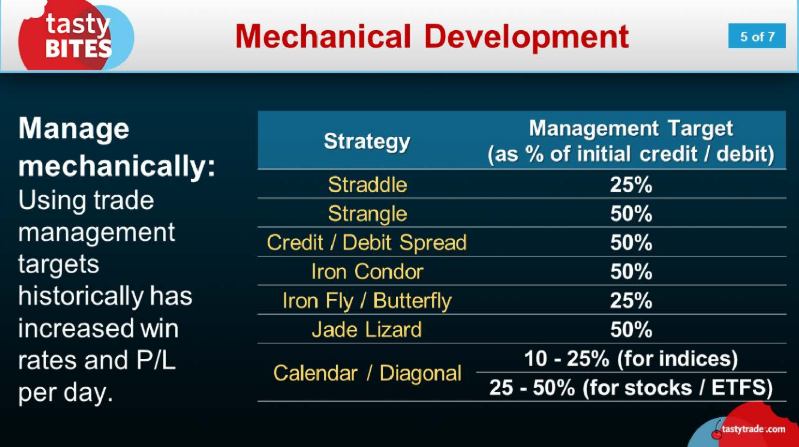 tasty
BITES
Mechanical Development
5 of 7
Manage
mechanically:
Using trade
management
targets
historically has
increased win
rates and P/L
per day.
Strategy
Management Target
(as % of initial credit / debit)
Straddle 25%
Strangle 50%
Credit / Debit Spread 50%
Iron Condor 50%
Iron Fly / Butterfly 25%
Jade Lizard 50%
Calendar / Diagonal
10 - 25% (for indices)
25 - 50% (for stocks / ETFS)
tastytrade.com